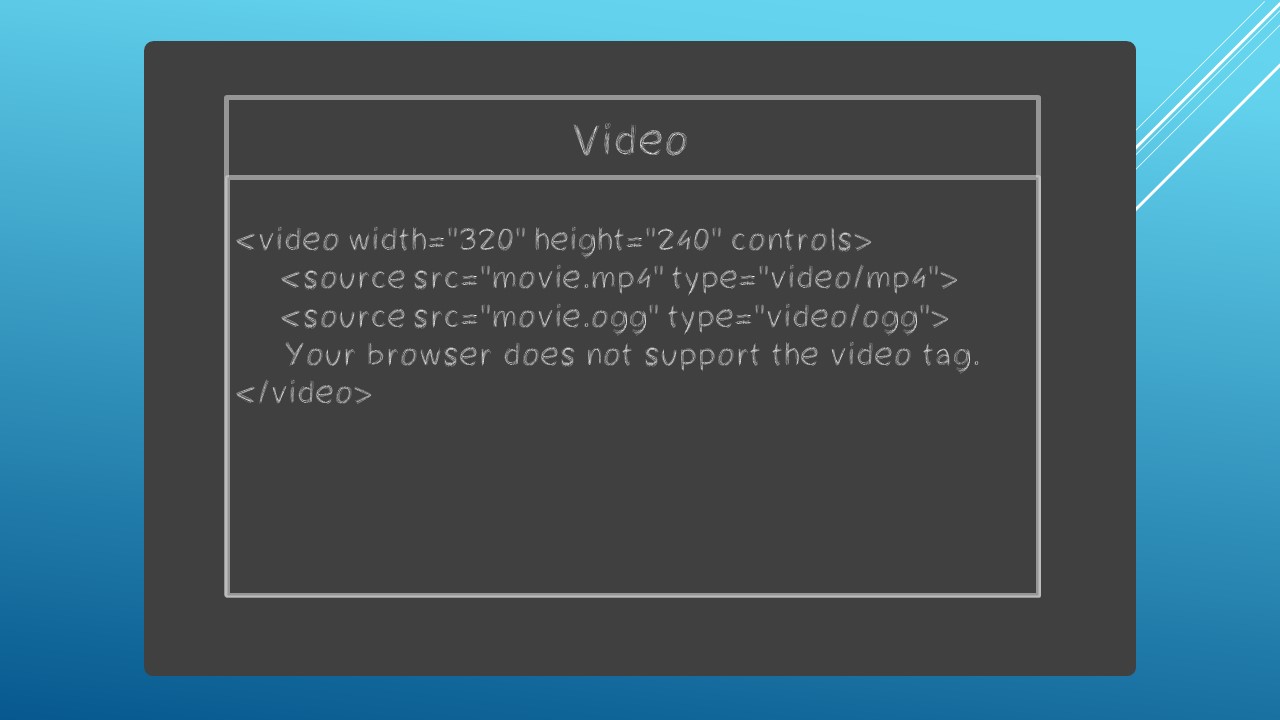 Video
<video width="320" height="240" controls>
<source src="movie.mp4" type="video/mp4">
<source src="movie.ogg" type="video/ogg">
Your browser does not support the video tag.
</video>